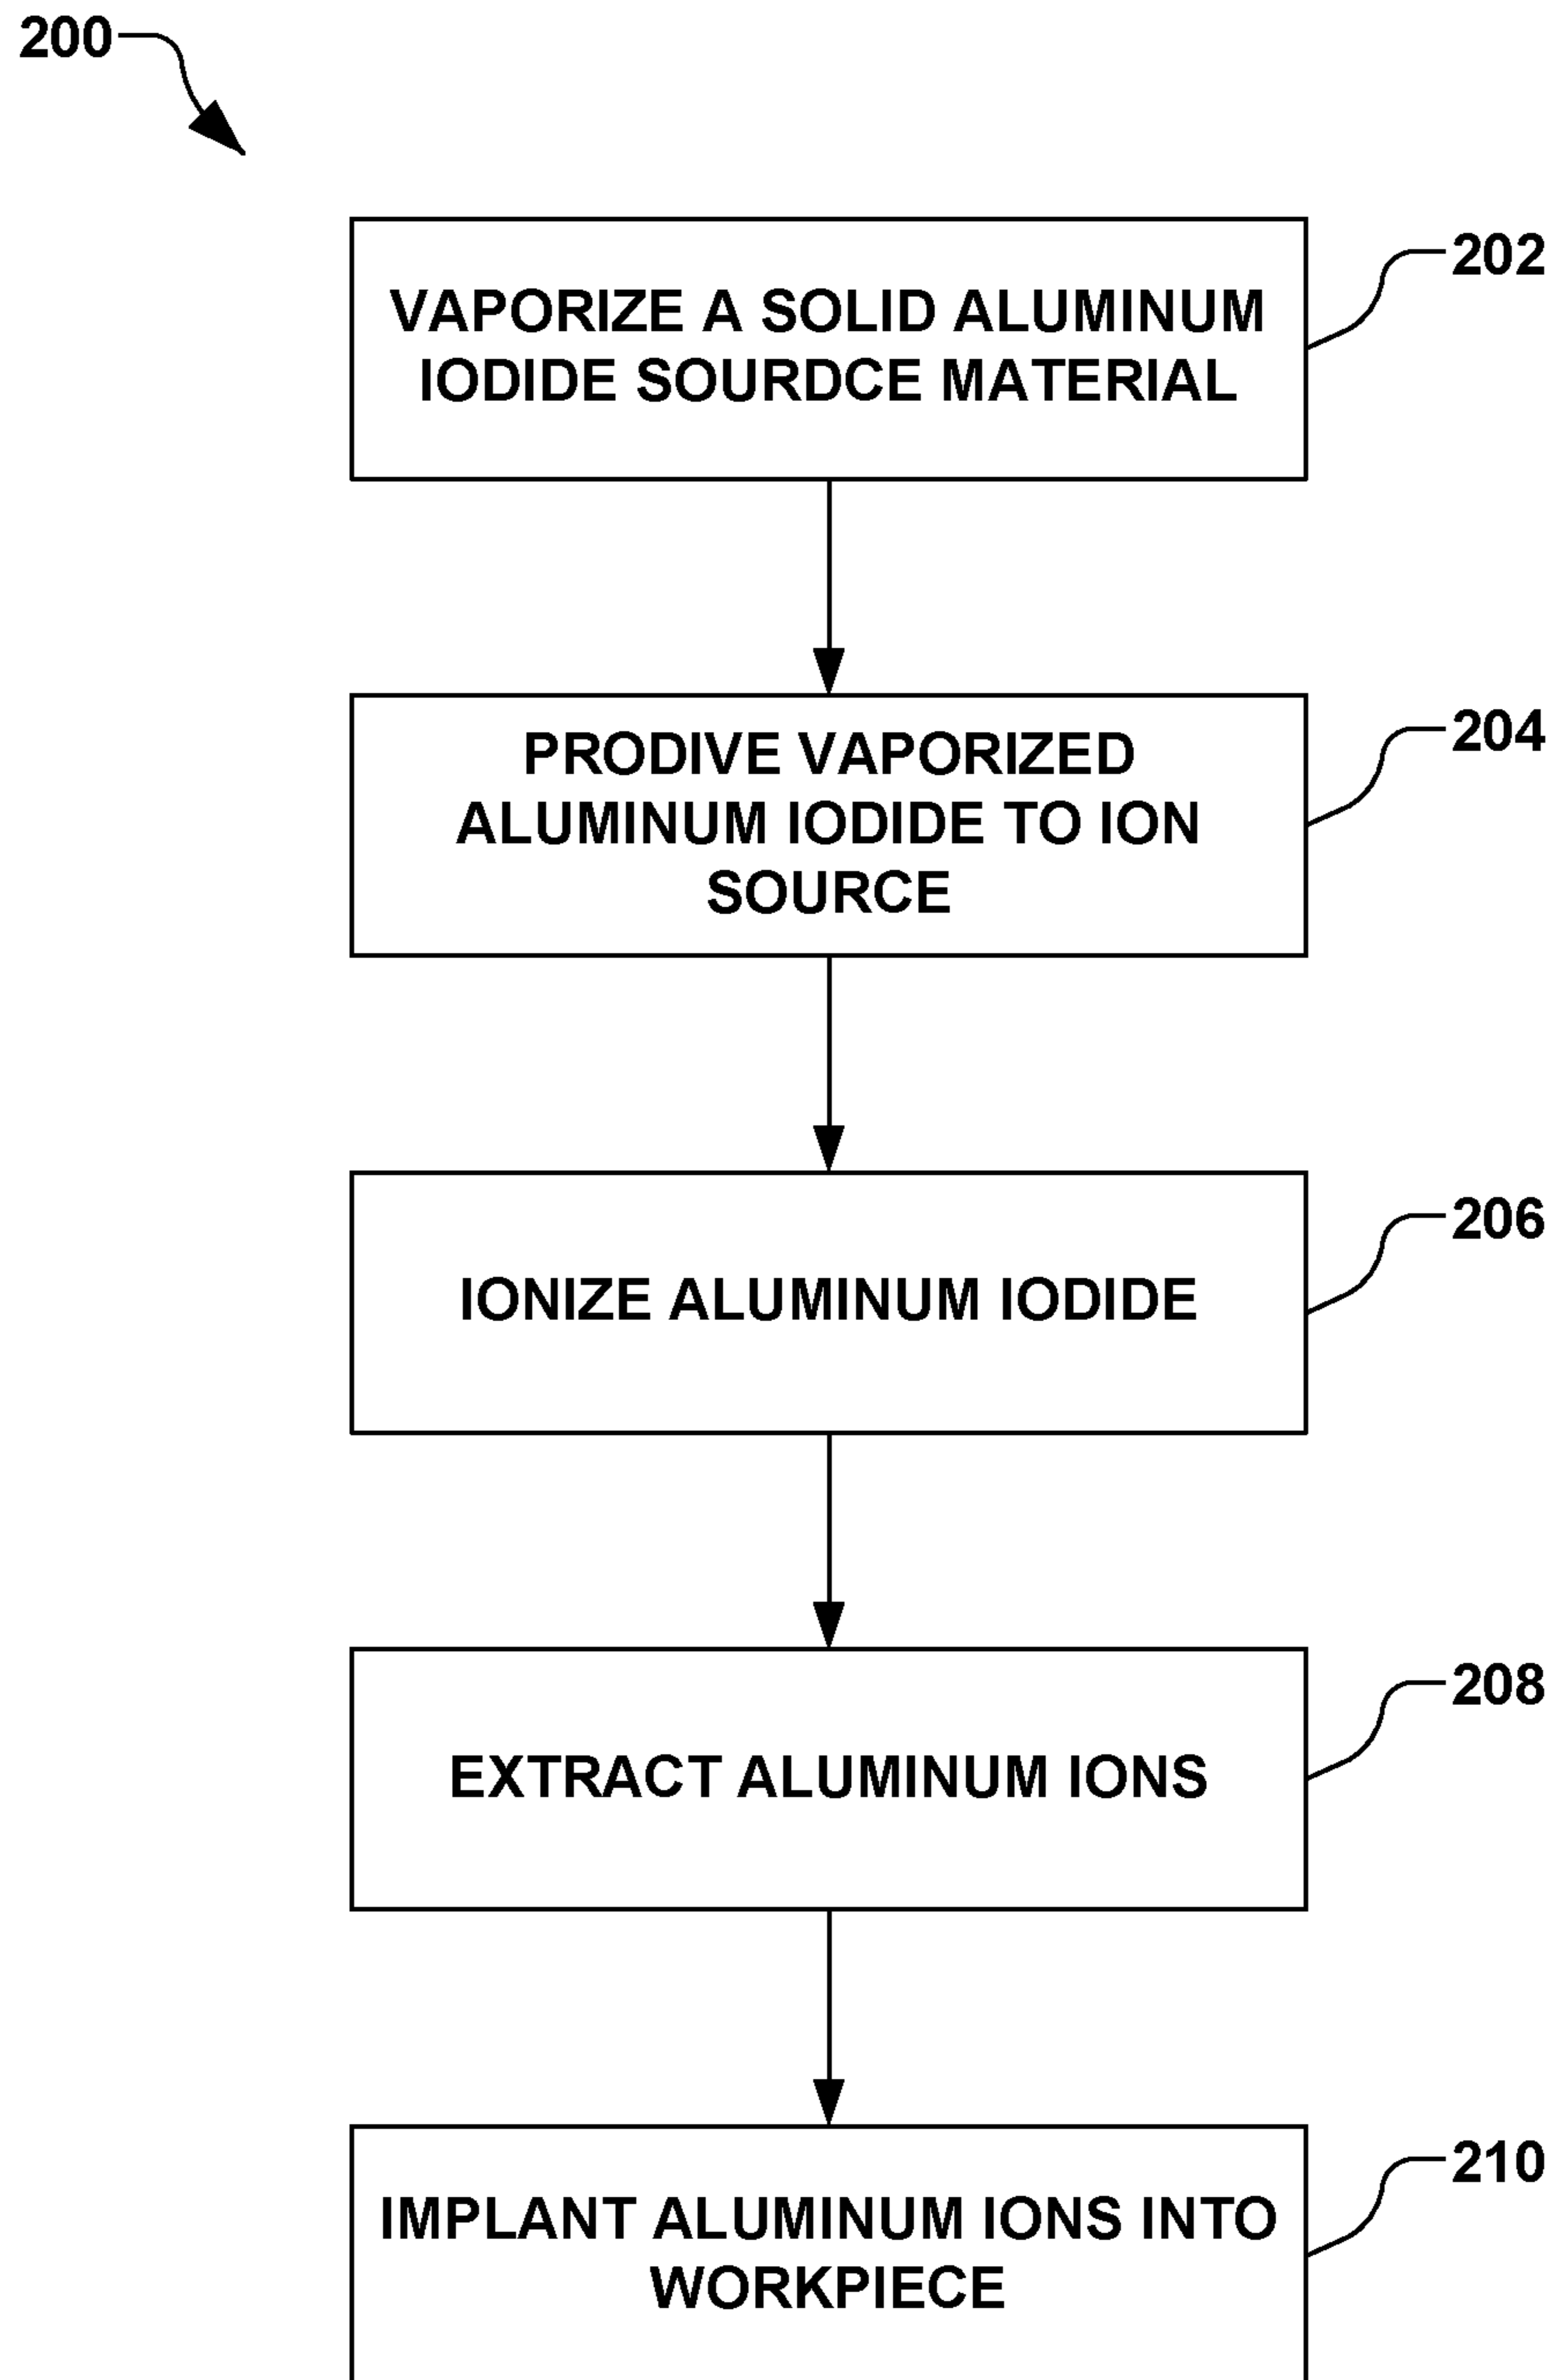 200
202
VAPORIZE A SOLID ALUMINUM
IODIDE SOURDCE MATERIAL
204
PRODIVE VAPORIZED
ALUMINUM IODIDE TO ION
SOURCE
206
IONIZE ALUMINUM IODIDE
208
EXTRACT ALUMINUM IONS
210
IMPLANT ALUMINUM IONS INTO
WORKPIECE